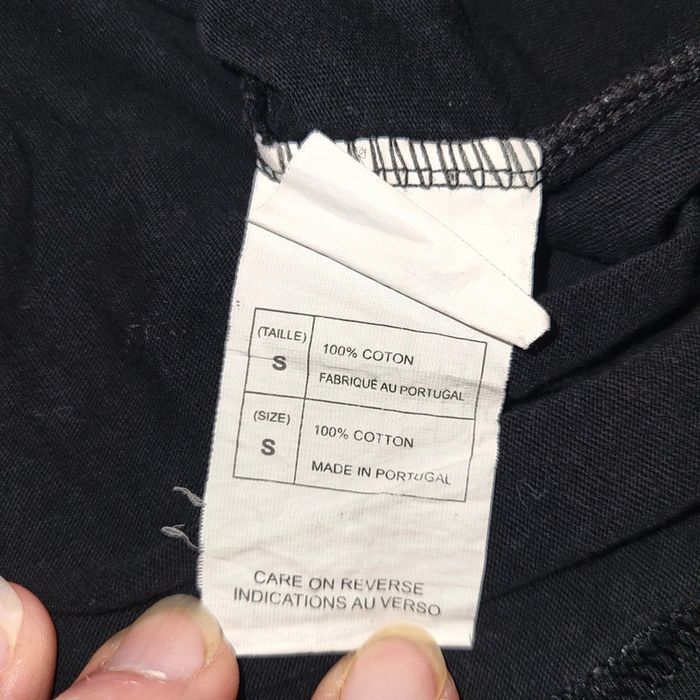 (TAILLE)
S
100% COTON
FABRIQUÉ AU PORTUGAL
(SIZE)
S
100% COTTON
MADE IN PORTUGAL
CARE ON REVERSE
INDICATIONS AU VERSO